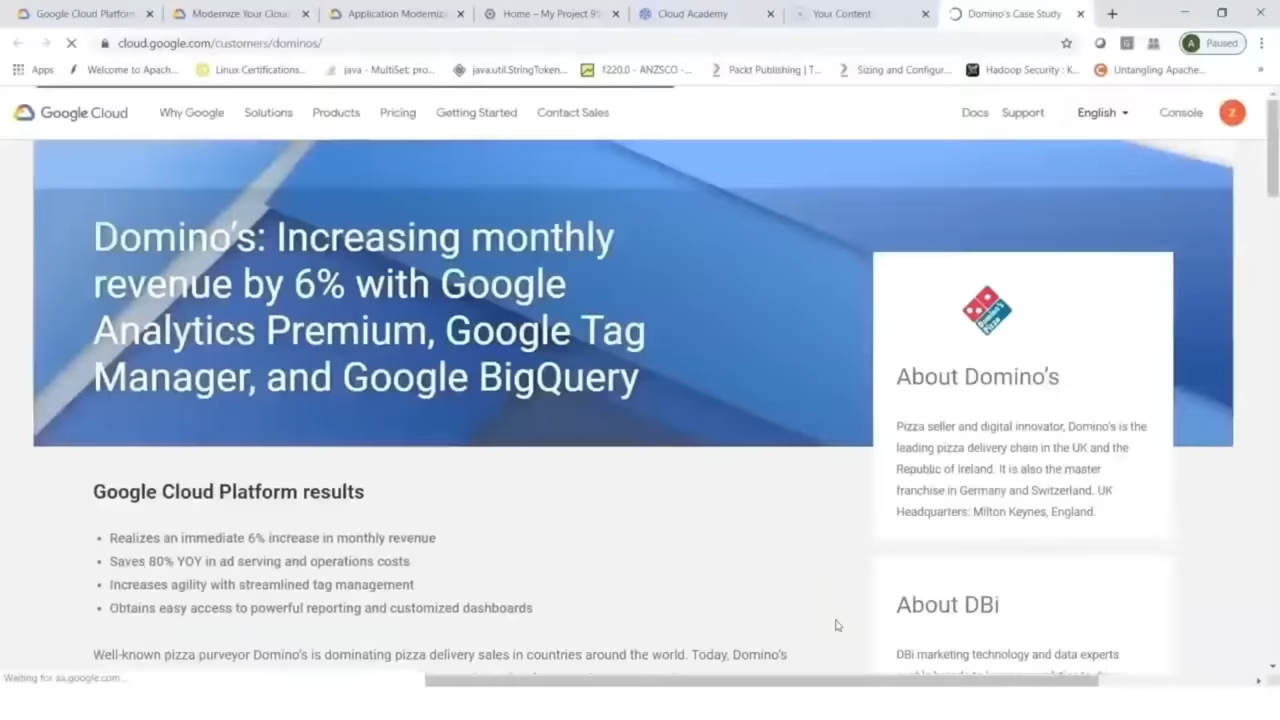 Google Cloud Platform
Modernize Your Cloud
Application Moderniz
Home – My Project 9
Cloud Academy
Your Content
Domino's Case Study
cloud.google.com/customers/dominos/
A
Paused
Apps
Welcome to Apach...
Linux Certifications...
java - MultiSet: pro...
java.util.StringToken...
1220.0 - ANZSCO -...
Packt Publishing | T...
Sizing and Configur...
Hadoop Security : K...
Untangling Apache...
»
Google Cloud
Why Google
Solutions
Products
Pricing
Getting Started
Contact Sales
Docs
Support
English
Console
Z
Domino's: Increasing monthly
revenue by 6% with Google
Analytics Premium, Google Tag
Manager, and Google BigQuery
Domino's
Pizza
About Domino's
Pizza seller and digital innovator, Domino's is the
leading pizza delivery chain in the UK and the
Republic of Ireland. It is also the master
franchise in Germany and Switzerland. UK
Headquarters: Milton Keynes, England.
Google Cloud Platform results
• Realizes an immediate 6% increase in monthly revenue
• Saves 80% YOY in ad serving and operations costs
• Increases agility with streamlined tag management
• Obtains easy access to powerful reporting and customized dashboards
About DBi
DBi marketing technology and data experts
Well-known pizza purveyor Domino's is dominating pizza delivery sales in countries around the world. Today, Domino's
Waiting for aa.google.com...